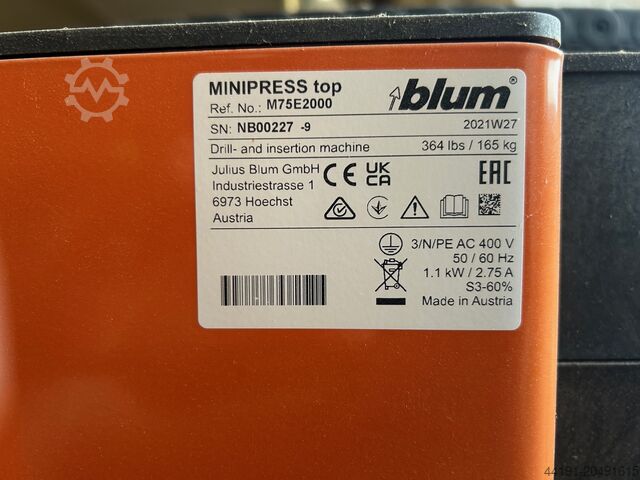 MINIPRESS top
Ref. No.: M75E2000
blum®
SN: NB00227 -9
2021W27
Drill- and insertion machine
364 lbs / 165 kg
Julius Blum GmbH
Industriestrasse 1
6973 Hoechst
Austria
CE
UK
CA
EAC
3/N/PE AC 400 V
50 / 60 Hz
1.1 kW / 2.75 A
S3-60%
Made in Austria
44191-20491615